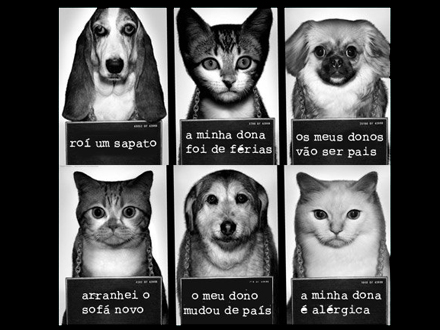 roí um sapato
a minha dona
foi de férias
os meus donos
vão ser pais
arranhei o
sofá novo
o meu dono
mudou de país
a minha dona
é alérgica